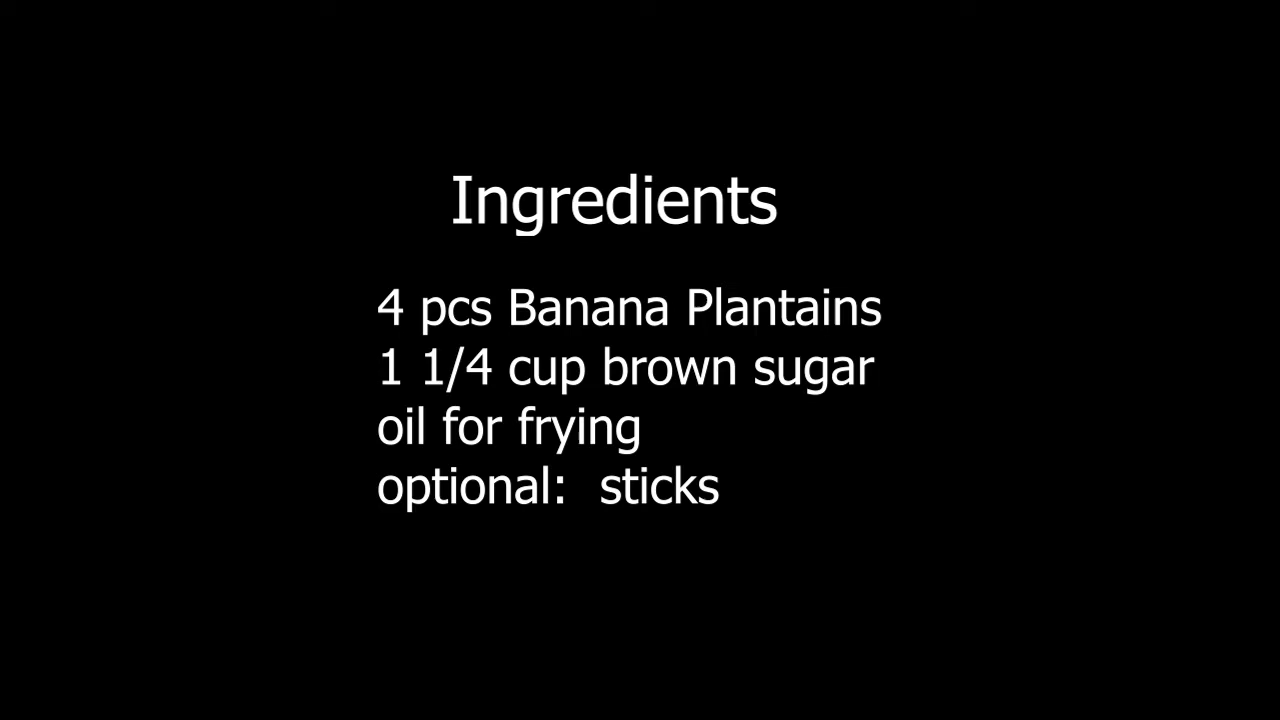 Ingredients
4 pcs Banana Plantains
1 1/4 cup brown sugar
oil for frying
optional:  sticks